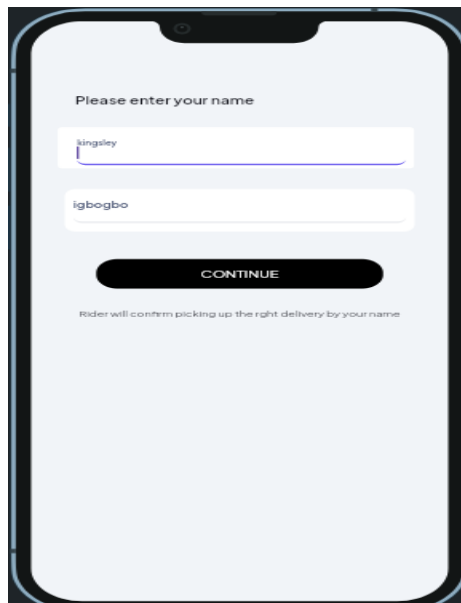 Please enter your name
kingsley
igbogbo
CONTINUE
Rider will confirm picking up the rght delivery by your name